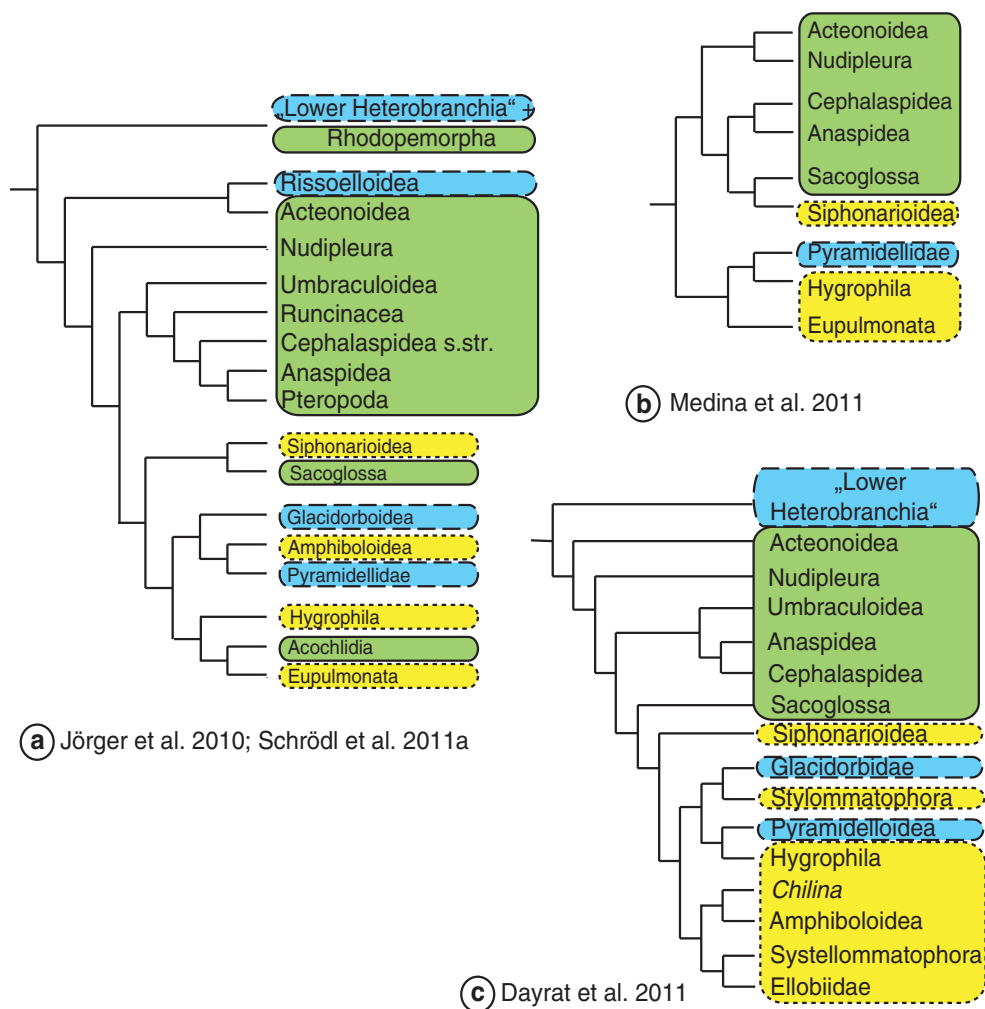 „Lower Heterobranchia“ +
Rhodopemorpha
Rissoelloidea
Acteonoidea
Nudipleura
Umbraculoidea
Runcinacea
Cephalaspidea s.str.
Anaspidea
Pteropoda
Siphonarioidea
Sacoglossa
Glacidorboidea
Amphiboloidea
Pyramidellidae
Hygrophila
Acochlidia
Eupulmonata
a Jörger et al. 2010; Schrödl et al. 2011a
Acteonoidea
Nudipleura
Cephalaspidea
Anaspidea
Sacoglossa
Siphonarioidea
Pyramidellidae
Hygrophila
Eupulmonata
b Medina et al. 2011
„Lower
Heterobranchia“
Acteonoidea
Nudipleura
Umbraculoidea
Anaspidea
Cephalaspidea
Sacoglossa
Siphonarioidea
Glacidorbidae
Stylommatophora
Pyramidelloidea
Hygrophila
Chilina
Amphiboloidea
Systellommatophora
Ellobiidae
c Dayrat et al. 2011